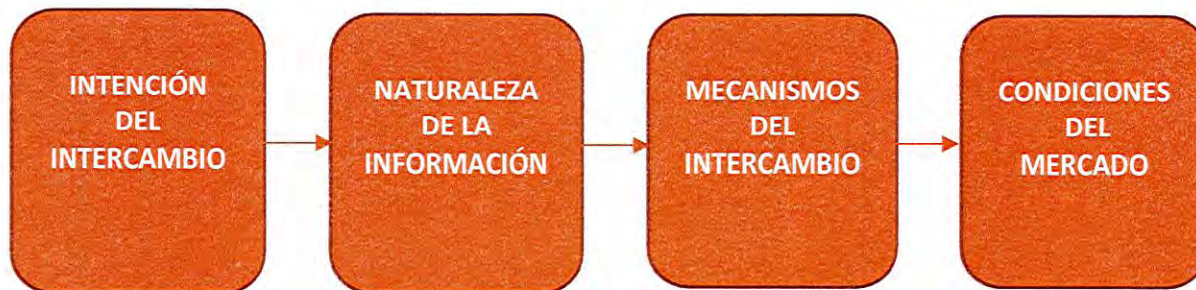 INTENCIÓN
DEL
INTERCAMBIO
NATURALEZA
DE LA
INFORMACIÓN
MECANISMOS
DEL
INTERCAMBIO
CONDICIONES
DEL
MERCADO